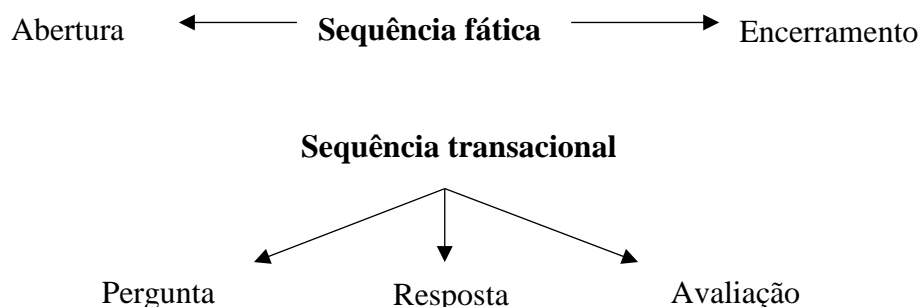 Abertura Sequência fática Encerramento
Sequência transacional
Pergunta Resposta Avaliação